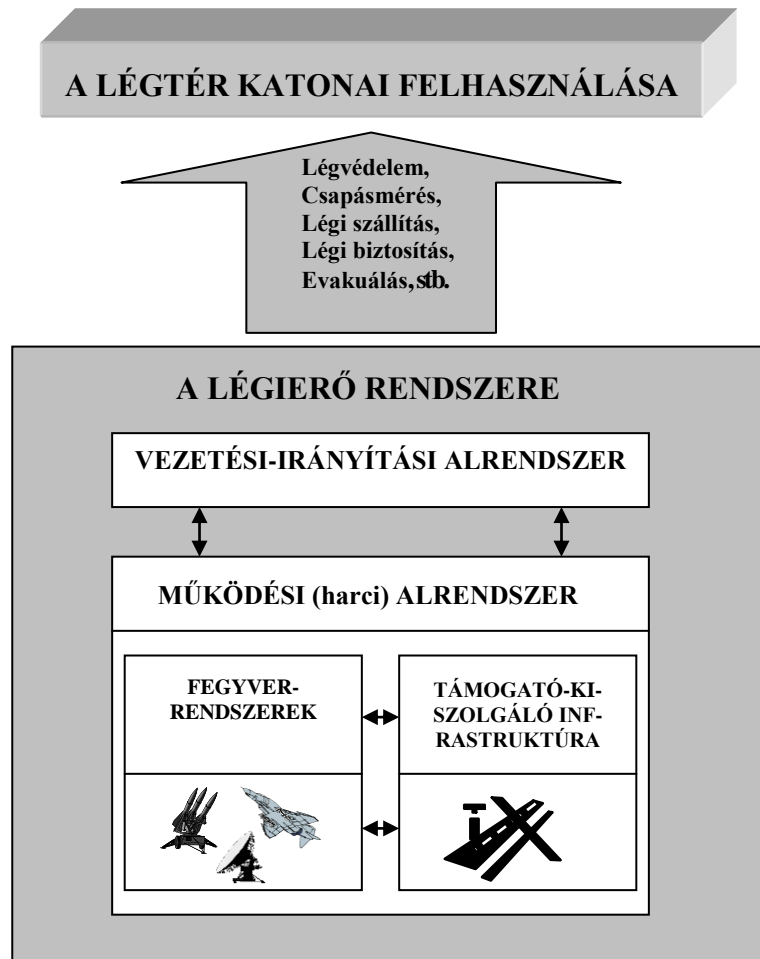 A LÉGTÉR KATONAI FELHASZNÁLÁSA
Légvédelem,
Csapásmérés,
Légi szállítás,
Légi biztosítás,
Evakuálás,stb.
A LÉGIERŐ RENDSZERE
VEZETÉSI-IRÁNYÍTÁSI ALRENDSZER
MŰKÖDÉSI (harci) ALRENDSZER
FEGYVER-
RENDSZEREK
TÁMOGATÓ-KI-
SZOLGÁLÓ INF-
RASTRUKTÚRA